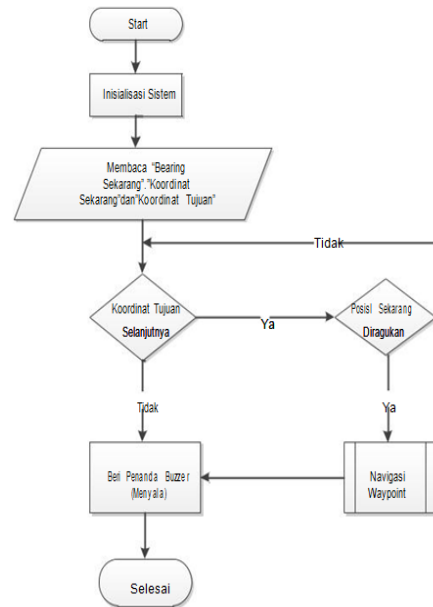 Start
Inisialisasi Sistem
Membaca "Bearing
Sekarang"."Koordinat
Sekarang"dan"Koordinat Tujuan"
Tidak
Koordinat Tujuan
Selanjutnya
Ya
Posisi Sekarang
Diragukan
Tidak
Ya
Beri Penanda Buzzer
(Menyala)
Navigasi
Waypoint
Selesai